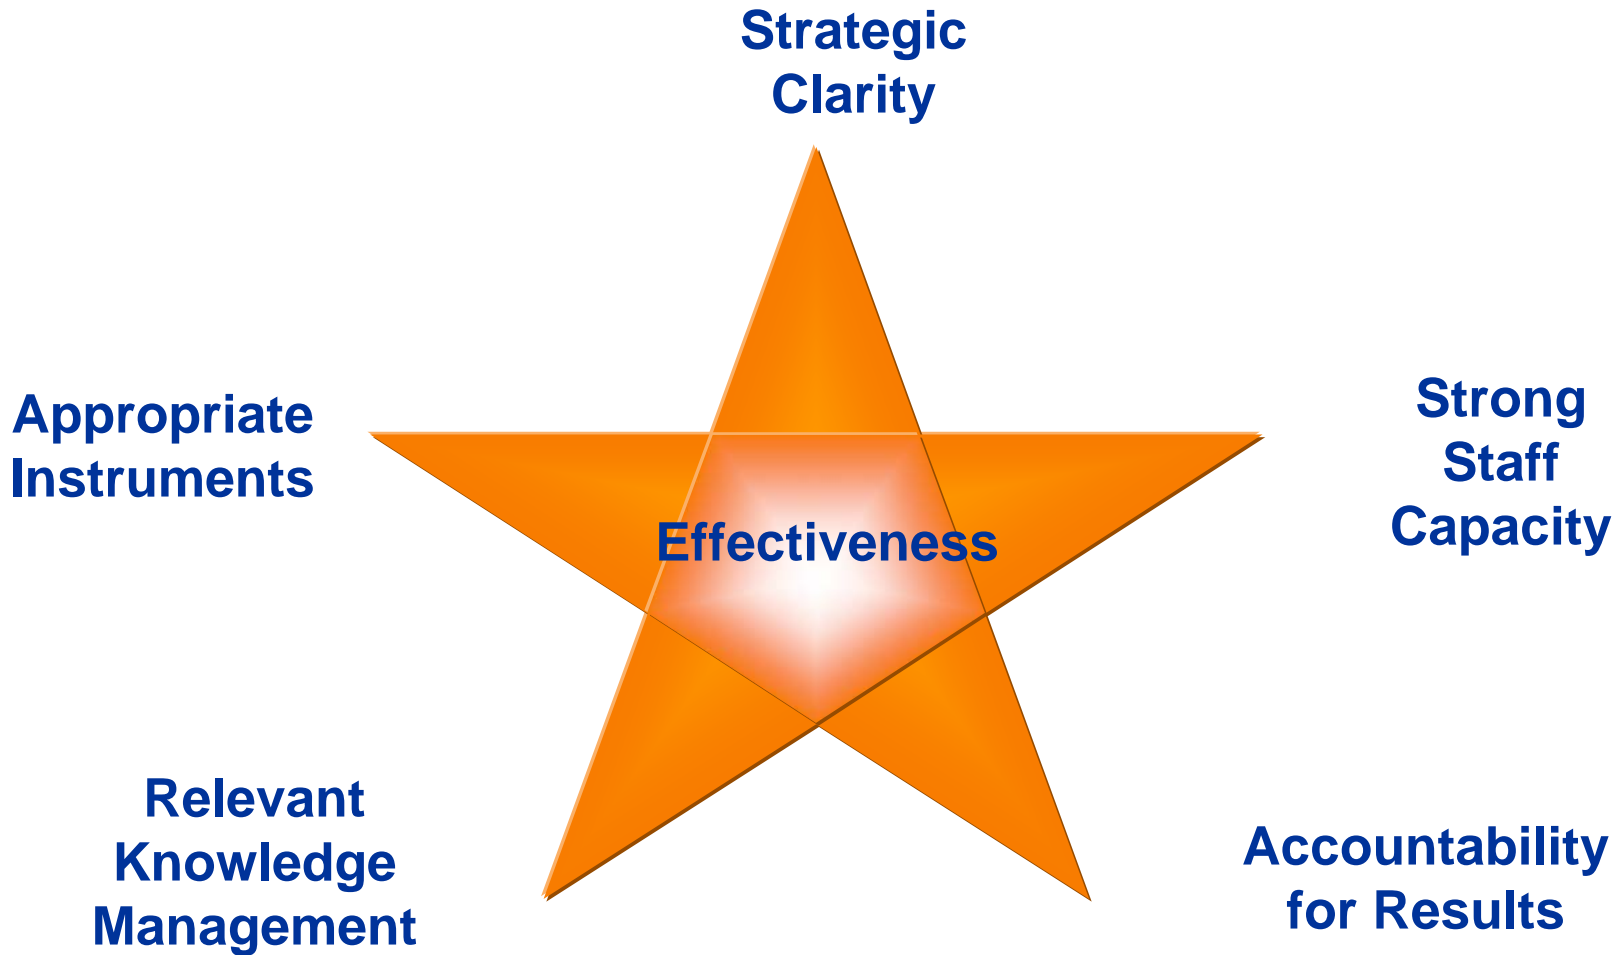 Strategic
Clarity
Appropriate
Instruments
Strong
Staff
Capacity
Effectiveness
Relevant
Knowledge
Management
Accountability
for Results